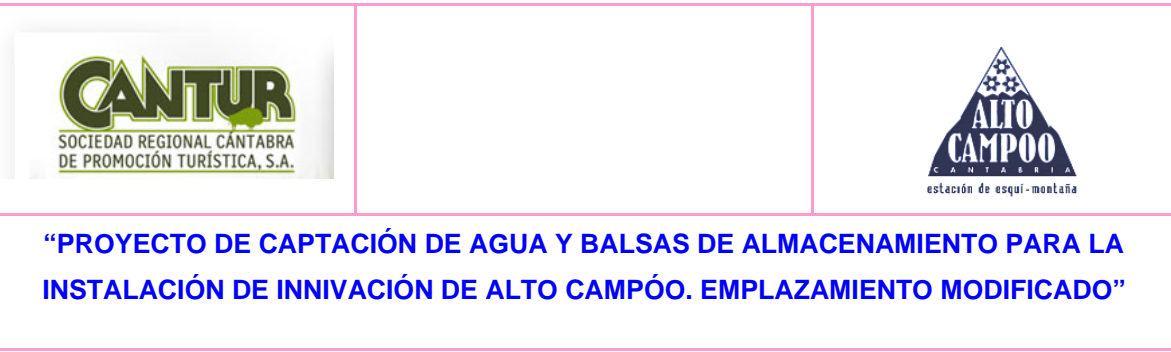 CANTUR
SOCIEDAD REGIONAL CÁNTABRA
DE PROMOCIÓN TURÍSTICA, S.A.
ALTO
CAMPOO
CANTABRIA
estación de esquí-montaña
“PROYECTO DE CAPTACIÓN DE AGUA Y BALSAS DE ALMACENAMIENTO PARA LA
INSTALACIÓN DE INNIVACIÓN DE ALTO CAMPÓO. EMPLAZAMIENTO MODIFICADO”